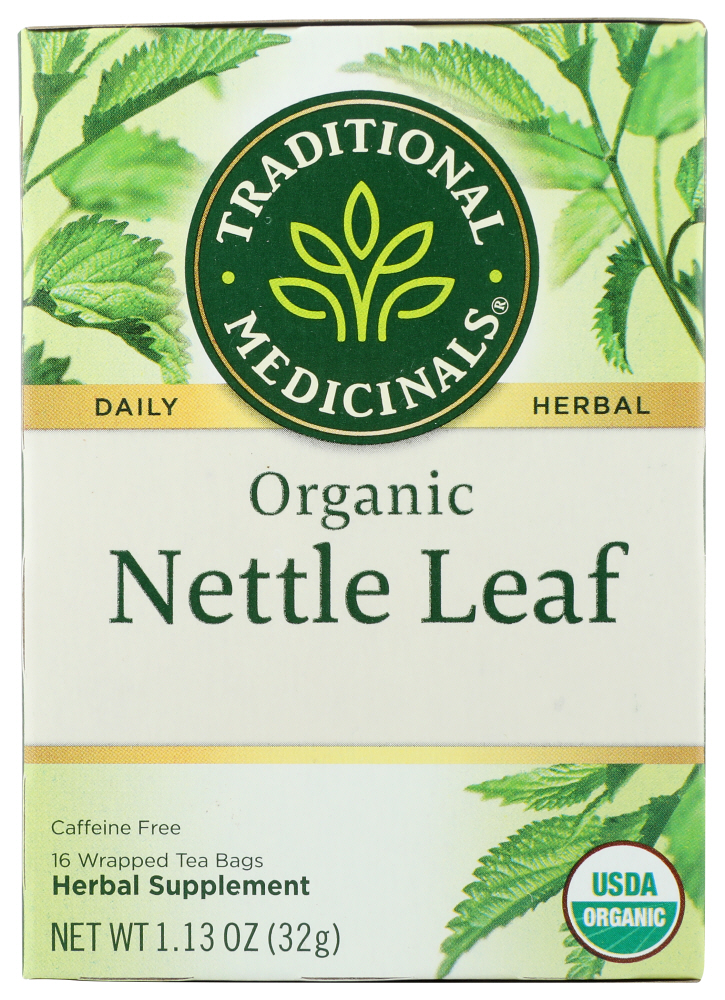 TRADITIONAL
MEDICINALS®
DAILY
HERBAL
Organic
Nettle Leaf
Caffeine Free
16 Wrapped Tea Bags
Herbal Supplement
NET WT 1.13 OZ (32g)
USDA
ORGANIC